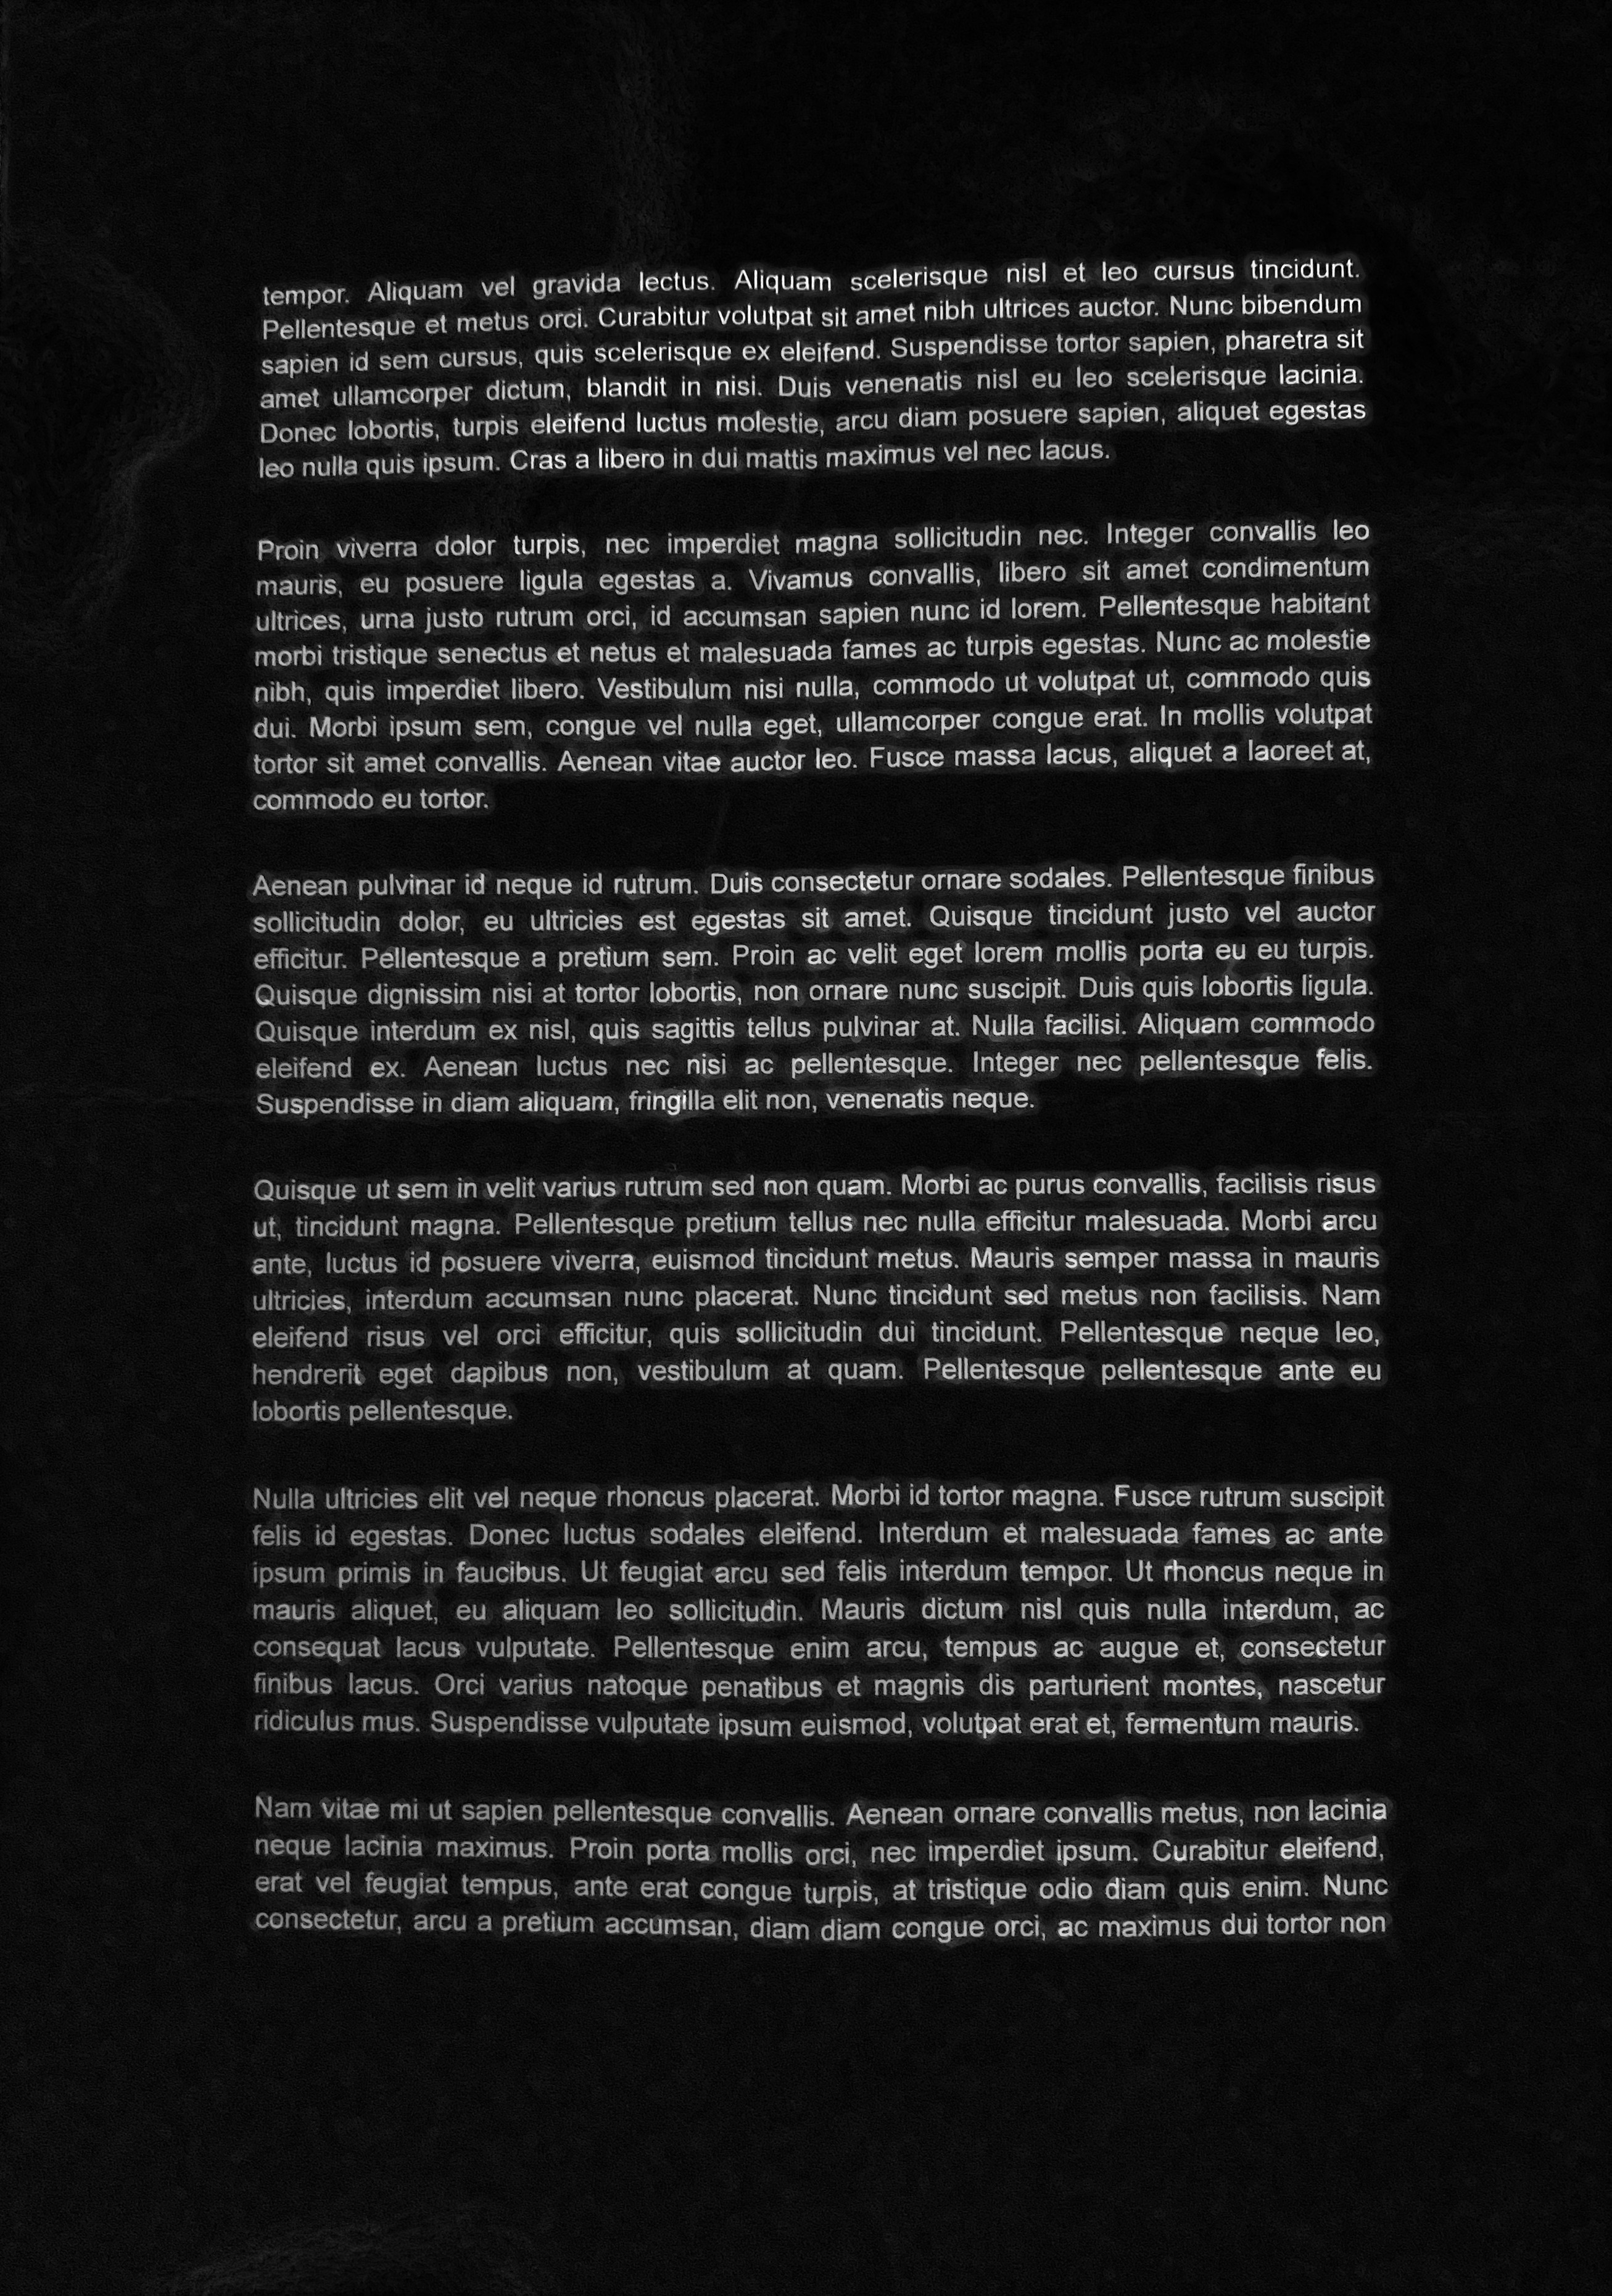 tempor. Aliquam vel gravida lectus. Aliquam scelerisque nisl et leo cursus tincidunt.
Pellentesque et metus orci. Curabitur volutpat sit amet nibh ultrices auctor. Nunc bibendum
sapien id sem cursus, quis scelerisque ex eleifend. Suspendisse tortor sapien, pharetra sit
amet ullamcorper dictum, blandit in nisi. Duis venenatis nisl eu leo scelerisque lacinia.
Donec lobortis, turpis eleifend luctus molestie, arcu diam posuere sapien, aliquet egestas
leo nulla quis ipsum. Cras a libero in dui mattis maximus vel nec lacus.
Proin viverra dolor turpis, nec imperdiet magna sollicitudin nec. Integer convallis leo
mauris, eu posuere ligula egestas a. Vivamus convallis, libero sit amet condimentum
ultrices, urna justo rutrum orci, id accumsan sapien nunc id lorem. Pellentesque habitant
morbi tristique senectus et netus et malesuada fames ac turpis egestas. Nunc ac molestie
nibh, quis imperdiet libero. Vestibulum nisi nulla, commodo ut volutpat ut, commodo quis
dui. Morbi ipsum sem, congue vel nulla eget, ullamcorper congue erat. In mollis volutpat
tortor sit amet convallis. Aenean vitae auctor leo. Fusce massa lacus, aliquet a laoreet at,
commodo eu tortor.
Aenean pulvinar id neque id rutrum. Duis consectetur ornare sodales. Pellentesque finibus
sollicitudin dolor, eu ultricies est egestas sit amet. Quisque tincidunt justo vel auctor
efficitur. Pellentesque a pretium sem. Proin ac velit eget lorem mollis porta eu eu turpis.
Quisque dignissim nisi at tortor lobortis, non ornare nunc suscipit. Duis quis lobortis ligula.
Quisque interdum ex nisl, quis sagittis tellus pulvinar at. Nulla facilisi. Aliquam commodo
eleifend ex. Aenean luctus nec nisi ac pellentesque. Integer nec pellentesque felis.
Suspendisse in diam aliquam, fringilla elit non, venenatis neque.
Quisque ut sem in velit varius rutrum sed non quam. Morbi ac purus convallis, facilisis risus
ut, tincidunt magna. Pellentesque pretium tellus nec nulla efficitur malesuada. Morbi arcu
ante, luctus id posuere viverra, euismod tincidunt metus. Mauris semper massa in mauris
ultricies, interdum accumsan nunc placerat. Nunc tincidunt sed metus non facilisis. Nam
eleifend risus vel orci efficitur, quis sollicitudin dui tincidunt. Pellentesque neque leo,
hendrerit eget dapibus non, vestibulum at quam. Pellentesque pellentesque ante eu
lobortis pellentesque.
Nulla ultricies elit vel neque rhoncus placerat. Morbi id tortor magna. Fusce rutrum suscipit
felis id egestas. Donec luctus sodales eleifend. Interdum et malesuada fames ac ante
ipsum primis in faucibus. Ut feugiat arcu sed felis interdum tempor. Ut rhoncus neque in
mauris aliquet, eu aliquam leo sollicitudin. Mauris dictum nisl quis nulla interdum, ac
consequat lacus vulputate. Pellentesque enim arcu, tempus ac augue et, consectetur
finibus lacus. Orci varius natoque penatibus et magnis dis parturient montes, nascetur
ridiculus mus. Suspendisse vulputate ipsum euismod, volutpat erat et, fermentum mauris.
Nam vitae mi ut sapien pellentesque convallis. Aenean ornare convallis metus, non lacinia
neque lacinia maximus. Proin porta mollis orci, nec imperdiet ipsum. Curabitur eleifend,
erat vel feugiat tempus, ante erat congue turpis, at tristique odio diam quis enim. Nunc
consectetur, arcu a pretium accumsan, diam diam congue orci, ac maximus dui tortor non